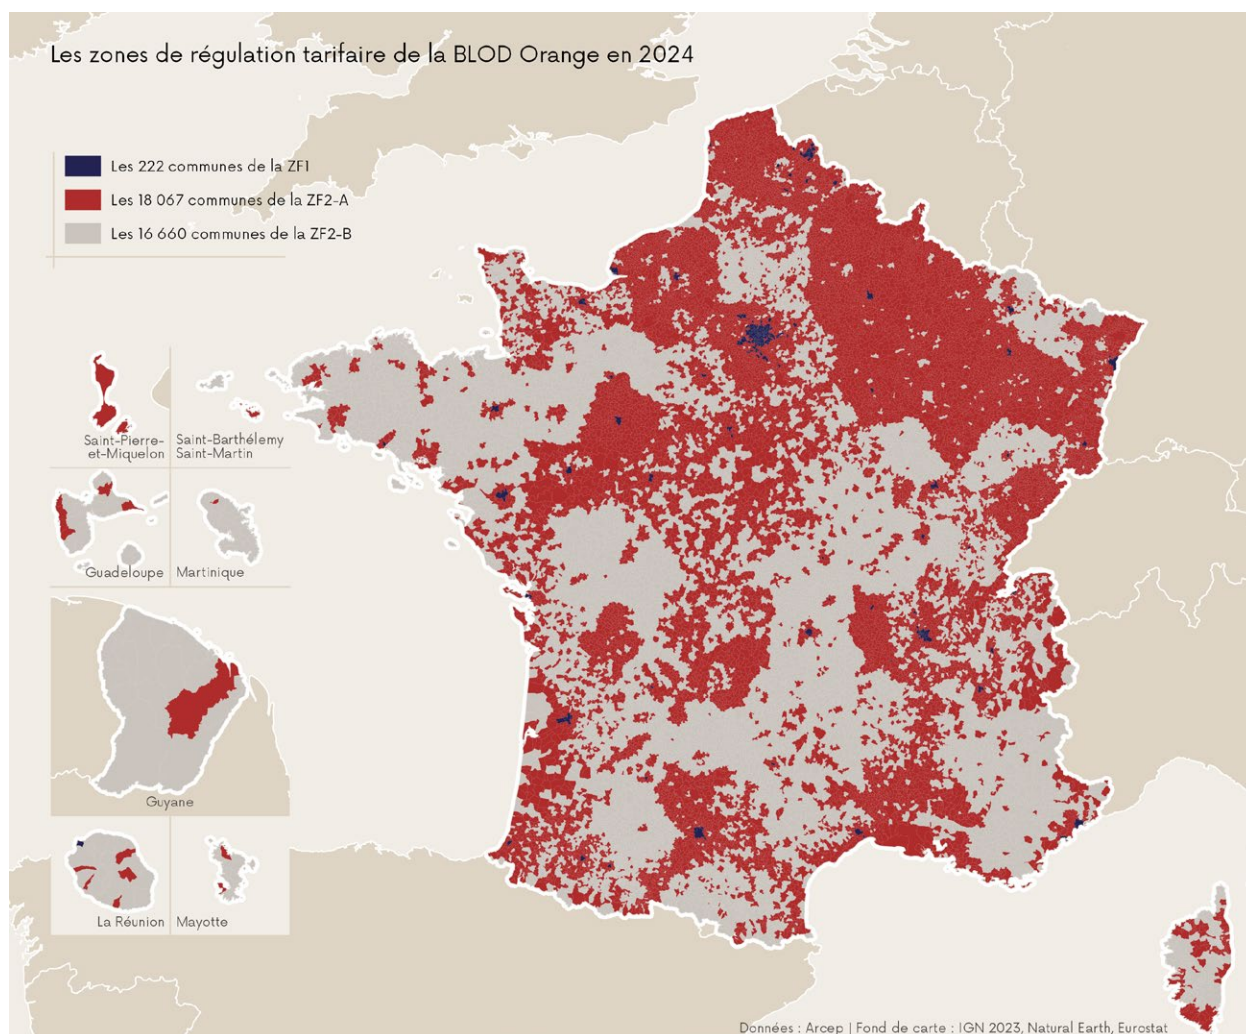 Les zones de régulation tarifaire de la BLOD Orange en 2024
Les 222 communes de la ZF1
Les 18 067 communes de la ZF2-A
Les 16 660 communes de la ZF2-B
Saint-Pierre-
et-Miquelon
Saint-Barthélemy
Saint-Martin
Guadeloupe
Martinique
Guyane
La Réunion
Mayotte
Données : Arcep | Fond de carte : IGN 2023, Natural Earth, Eurostat